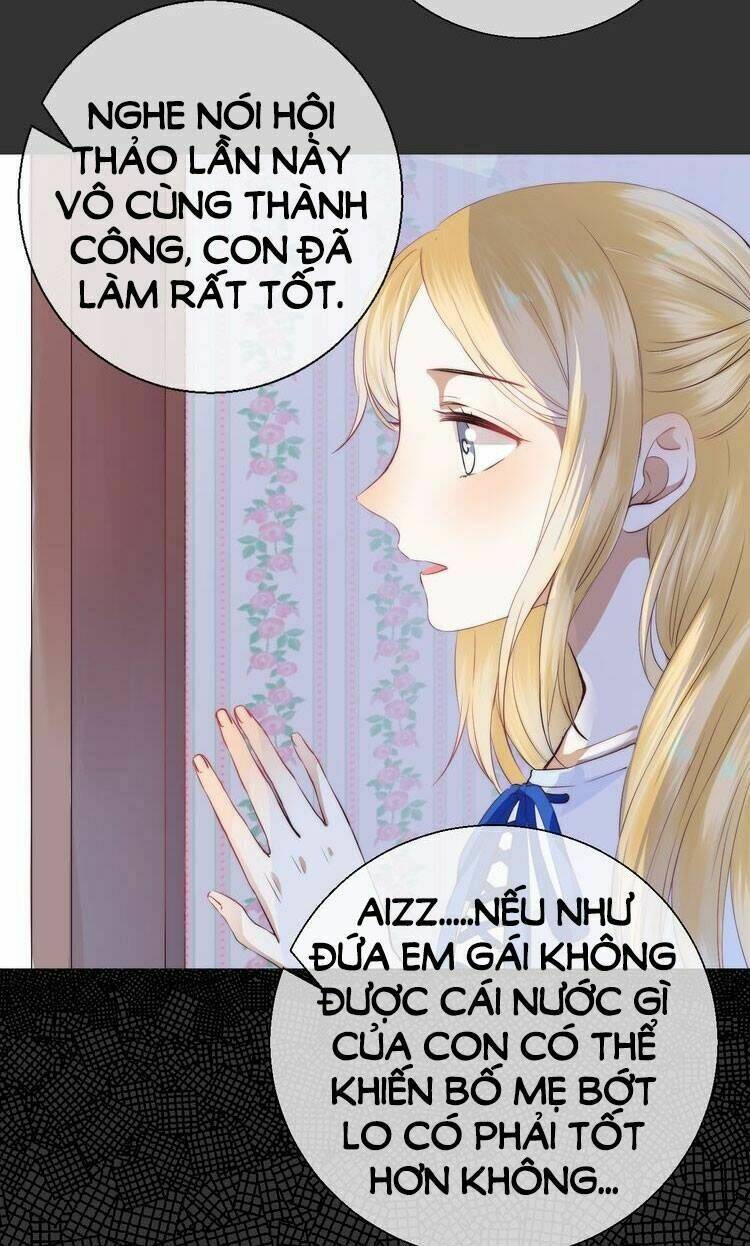 NGHE NÓI HỘI
THẢO LẦN NÀY
VÔ CÙNG THÀNH
CÔNG, CON ĐÃ
LÀM RẤT TỐT.
AIZZ.....NẾU NHƯ
ĐỨA EM GÁI KHÔNG
ĐƯỢC CÁI NƯỚC GÌ
CỦA CON CÓ THỂ
KHIẾN BỐ MẸ BỚT
LO CÓ PHẢI TỐT
HƠN KHÔNG...